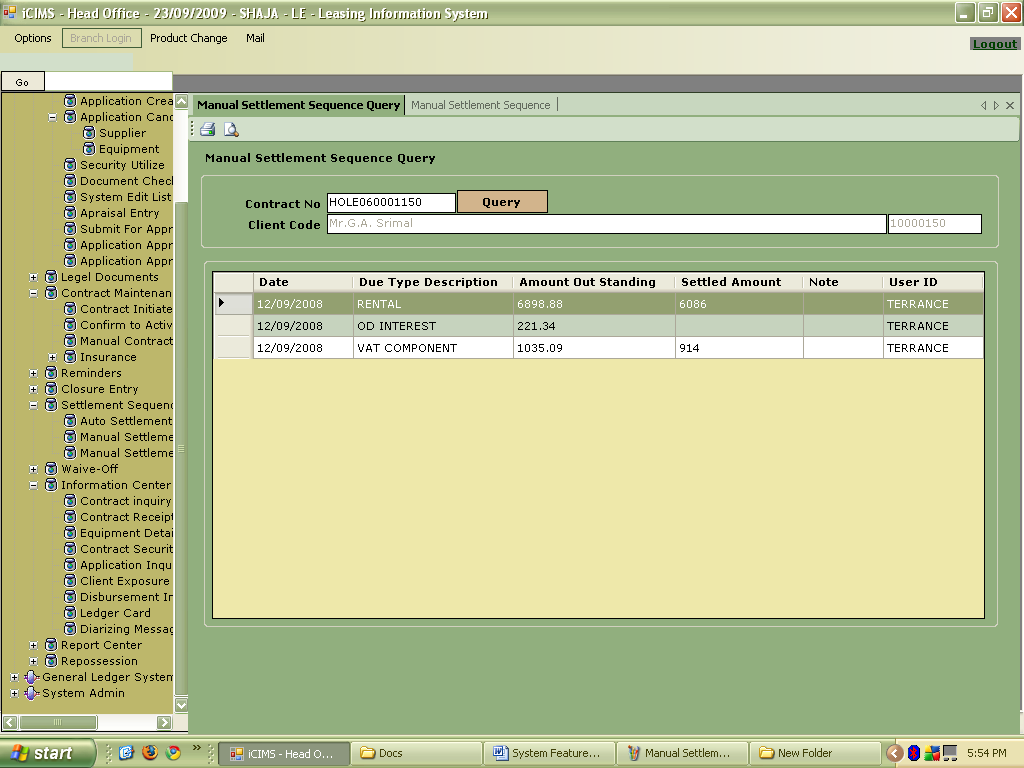 iCIMS - Head Office - 23/09/2009 - SHAJA - LE - Leasing Information System
Options Branch Login Product Change Mail
Logout
Go
Application Crea
Application Canc
Supplier
Equipment
Security Utilize
Document Check
System Edit List
Apraisal Entry
Submit For Appr
Application Appr
Application Appr
Legel Documents
Contract Maintenan
Contract Initiate
Confirm to Activ
Manual Contract
Insurance
Reminders
Closure Entry
Settlement Sequenc
Auto Settlement
Manual Settleme
Manual Settleme
Waive-Off
Information Center
Contract inquiry
Contract Receipt
Equipment Detai
Contract Securit
Application Inqu
Client Exposure
Disbursement In
Ledger Card
Diarizing Messag
Report Center
Repossession
General Ledger System
System Admin
Manual Settlement Sequence Query Manual Settlement Sequence
Manual Settlement Sequence Query
Contract No HOLE060001150 Query
Client Code Mr.G.A. Srimal 10000150
Date Due Type Description Amount Out Standing Settled Amount Note User ID
12/09/2008 RENTAL 6898.88 6086 TERRANCE
12/09/2008 OD INTEREST 221.34 TERRANCE
12/09/2008 VAT COMPONENT 1035.09 914 TERRANCE
start iCIMS - Head O... Docs System Feature... Manual Settlem... New Folder 5:54 PM